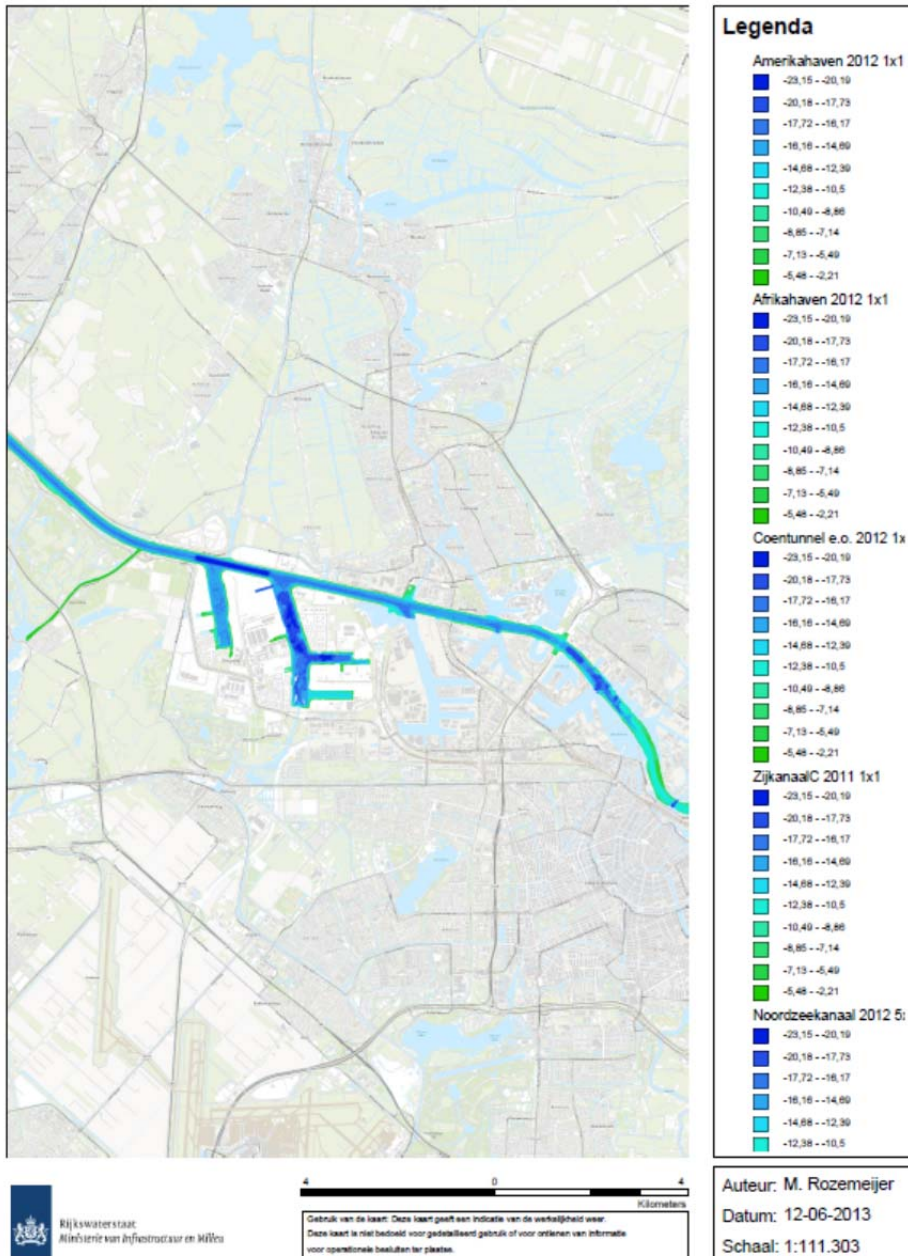 Legenda
Amerikahaven 2012 1x1
-23,15 - -20,19
-20,18 - -17,73
-17,72 - -16,17
-16,16 - -14,69
-14,68 - -12,39
-12,38 - -10,5
-10,49 - -8,86
-8,85 - -7,14
-7,13 - -5,49
-5,48 - -2,21
Afrikahaven 2012 1x1
-23,15 - -20,19
-20,18 - -17,73
-17,72 - -16,17
-16,16 - -14,69
-14,68 - -12,39
-12,38 - -10,5
-10,49 - -8,86
-8,85 - -7,14
-7,13 - -5,49
-5,48 - -2,21
Coentunnel e.o. 2012 1x
-23,15 - -20,19
-20,18 - -17,73
-17,72 - -16,17
-16,16 - -14,69
-14,68 - -12,39
-12,38 - -10,5
-10,49 - -8,86
-8,85 - -7,14
-7,13 - -5,49
-5,48 - -2,21
ZijkanaalC 2011 1x1
-23,15 - -20,19
-20,18 - -17,73
-17,72 - -16,17
-16,16 - -14,69
-14,68 - -12,39
-12,38 - -10,5
-10,49 - -8,86
-8,85 - -7,14
-7,13 - -5,49
-5,48 - -2,21
Noordzeekanaal 2012 5:
-23,15 - -20,19
-20,18 - -17,73
-17,72 - -16,17
-16,16 - -14,69
-14,68 - -12,39
-12,38 - -10,5
Rijkswaterstaat
Ministerie van Infrastructuur en Milieu
4 0 4
Kilometers
Gebruik van de kaart: Deze kaart geeft een indicatie van de werkelijkheid weer.
Deze kaart is niet bedoeld voor gedetailleerd gebruik of voor ontlenen van informatie
voor operationele besluiten ter plaatse.
Auteur: M. Rozemeijer
Datum: 12-06-2013
Schaal: 1:111.303